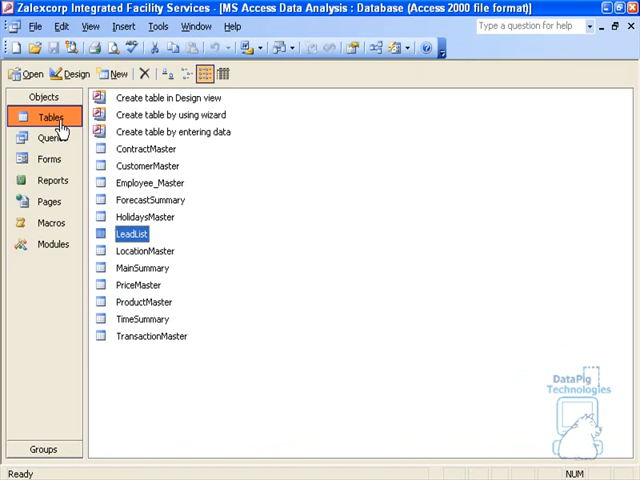 Zalexcorp Integrated Facility Services - [MS Access Data Analysis : Database (Access 2000 file format)]
File Edit View Insert Tools Window Help
Type a question for help
Open Design New
Objects
Tables
Queries
Forms
Reports
Pages
Macros
Modules
Groups
Create table in Design view
Create table by using wizard
Create table by entering data
ContractMaster
CustomerMaster
Employee_Master
ForecastSummary
HolidaysMaster
LeadList
LocationMaster
MainSummary
PriceMaster
ProductMaster
TimeSummary
TransactionMaster
DataPig
Technologies
Ready
NUM